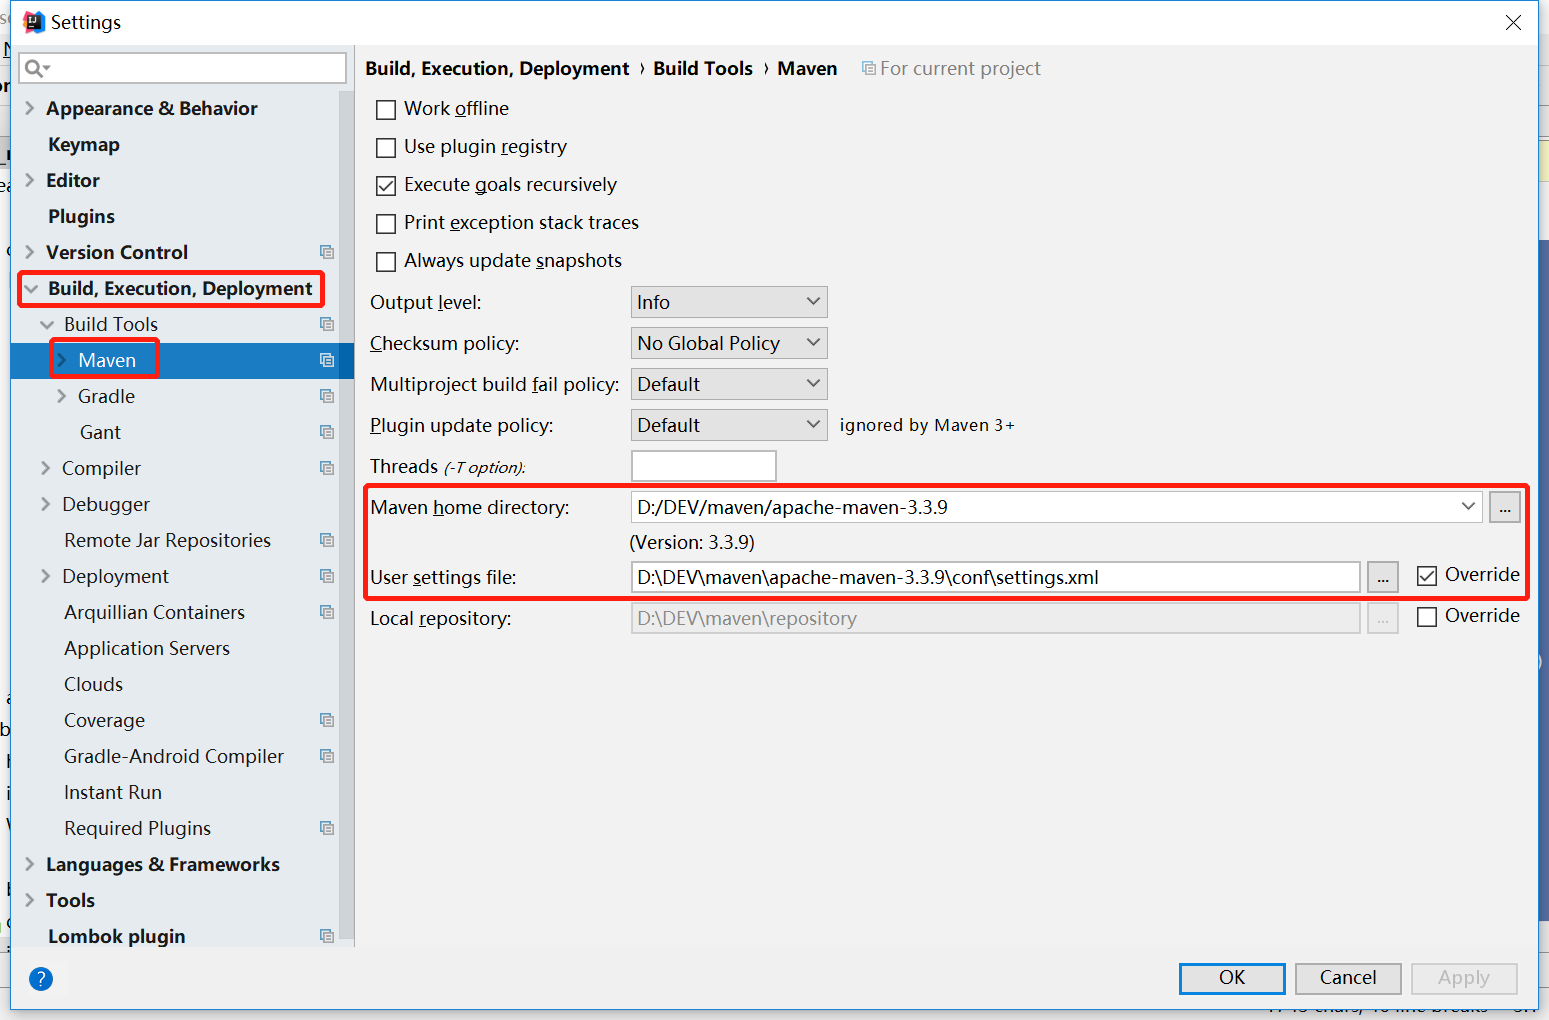 Settings
Appearance & Behavior
Keymap
Editor
Plugins
Version Control
Build, Execution, Deployment
Build Tools
Maven
Gradle
Gant
Compiler
Debugger
Remote Jar Repositories
Deployment
Arquillian Containers
Application Servers
Clouds
Coverage
Gradle-Android Compiler
Instant Run
Required Plugins
Languages & Frameworks
Tools
Lombok plugin
Build, Execution, Deployment › Build Tools › Maven For current project
Work offline
Use plugin registry
Execute goals recursively
Print exception stack traces
Always update snapshots
Output level: Info
Checksum policy: No Global Policy
Multiproject build fail policy: Default
Plugin update policy: Default ignored by Maven 3+
Threads (-T option):
Maven home directory: D:/DEV/maven/apache-maven-3.3.9 ...
(Version: 3.3.9)
User settings file: D:\DEV\maven\apache-maven-3.3.9\conf\settings.xml ... Override
Local repository: D:\DEV\maven\repository ... Override
? OK Cancel Apply